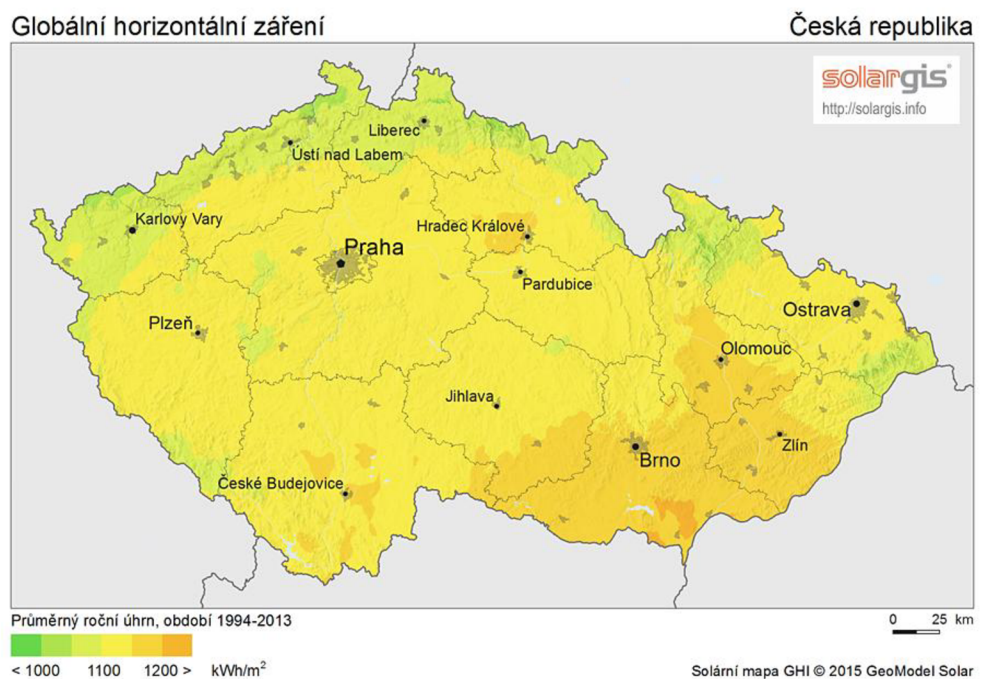 Globální horizontální záření
Česká republika
solargis®
http://solargis.info
Liberec
Ústí nad Labem
Karlovy Vary
Hradec Králové
Praha
Pardubice
Plzeň
Ostrava
Olomouc
Jihlava
Zlín
Brno
České Budejovice
Průměrný roční úhrn, období 1994-2013
0 25 km
< 1000 1100 1200 > kWh/m²
Solární mapa GHI © 2015 GeoModel Solar